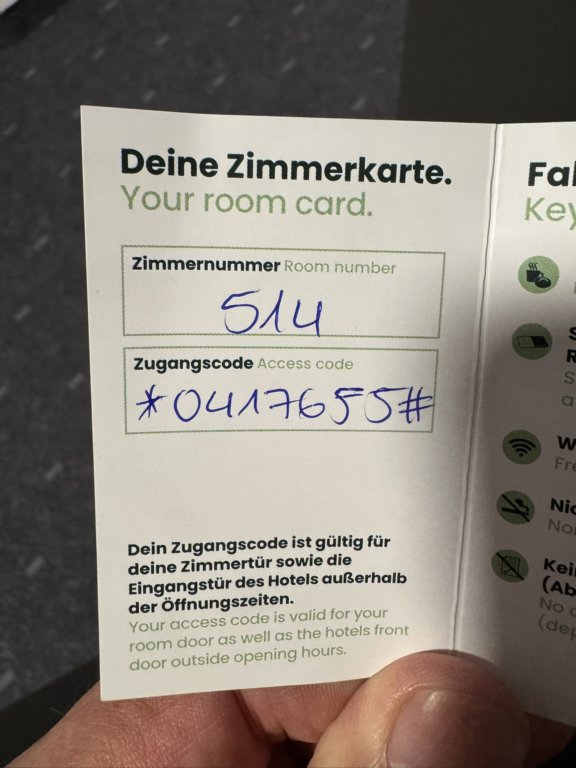 Deine Zimmerkarte.
Your room card.
Zimmernummer Room number
514
Zugangscode Access code
*0417655#
Dein Zugangscode ist gültig für
deine Zimmertür sowie die
Eingangstür des Hotels außerhalb
der Öffnungszeiten.
Your access code is valid for your
room door as well as the hotels front
door outside opening hours.